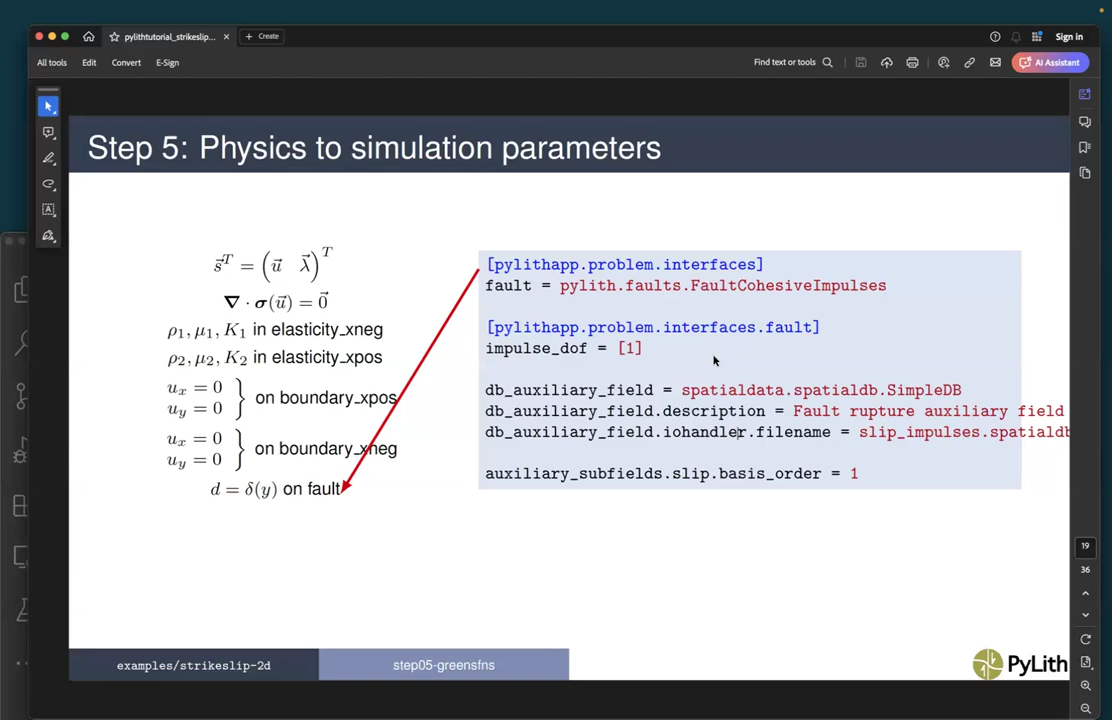 pylithtutorial_strikeslip...
Create
Sign in
All tools
Edit
Convert
E-Sign
Find text or tools
AI Assistant
Step 5: Physics to simulation parameters
s⃗ᵀ = (u⃗ λ⃗)ᵀ
∇ · σ(u⃗) = 0⃗
ρ₁, μ₁, K₁ in elasticity_xneg
ρ₂, μ₂, K₂ in elasticity_xpos
uₓ = 0
u_y = 0
on boundary_xpos
uₓ = 0
u_y = 0
on boundary_xneg
d = δ(y) on fault
[pylithapp.problem.interfaces]
fault = pylith.faults.FaultCohesiveImpulses
[pylithapp.problem.interfaces.fault]
impulse_dof = [1]
db_auxiliary_field = spatialdata.spatialdb.SimpleDB
db_auxiliary_field.description = Fault rupture auxiliary field
db_auxiliary_field.iohandler.filename = slip_impulses.spatialdb
auxiliary_subfields.slip.basis_order = 1
19
36
examples/strikeslip-2d
step05-greensfns
PyLith